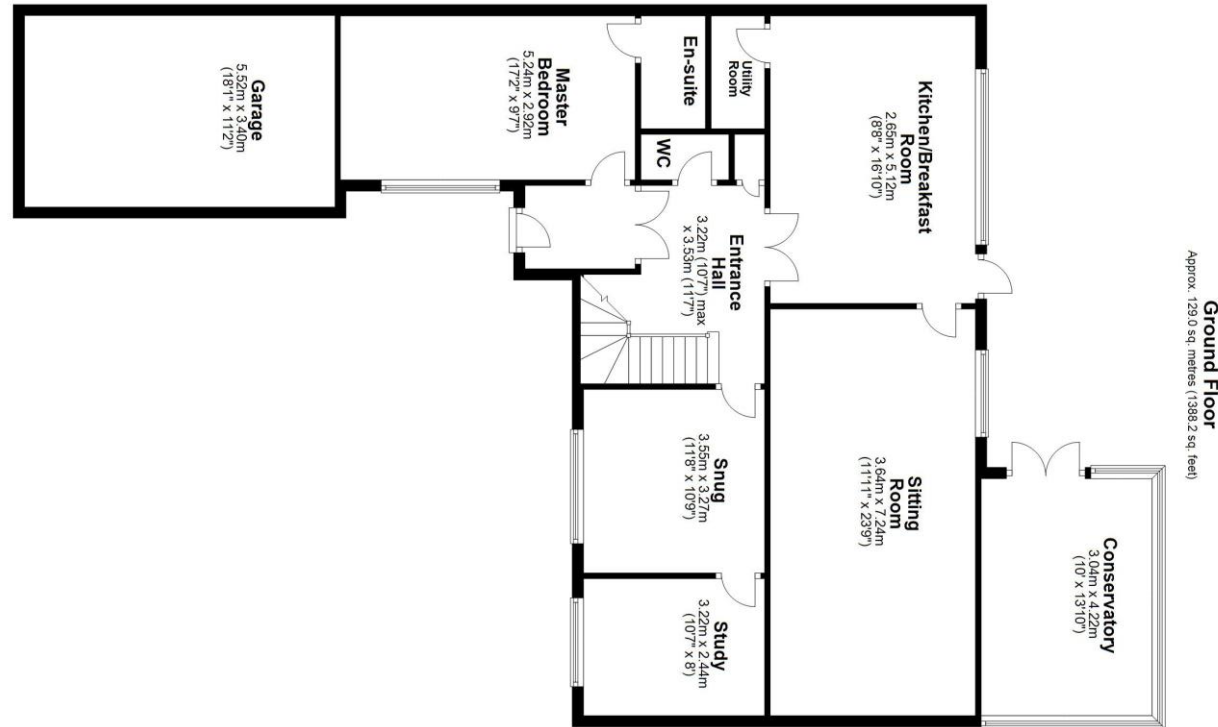 Ground Floor
Approx. 129.0 sq. metres (1388.2 sq. feet)
Conservatory
3.04m x 4.22m
(10' x 13'10")
Kitchen/Breakfast
Room
2.65m x 5.12m
(8'8" x 16'10")
Sitting
Room
3.64m x 7.24m
(11'11" x 23'9")
Utility
Room
En-suite
WC
Entrance
Hall
3.22m (10'7") max
x 3.53m (11'7")
Snug
3.55m x 3.27m
(11'8" x 10'9")
Study
3.22m x 2.44m
(10'7" x 8')
Master
Bedroom
5.24m x 2.92m
(17'2" x 9'7")
Garage
5.52m x 3.40m
(18'1" x 11'2")